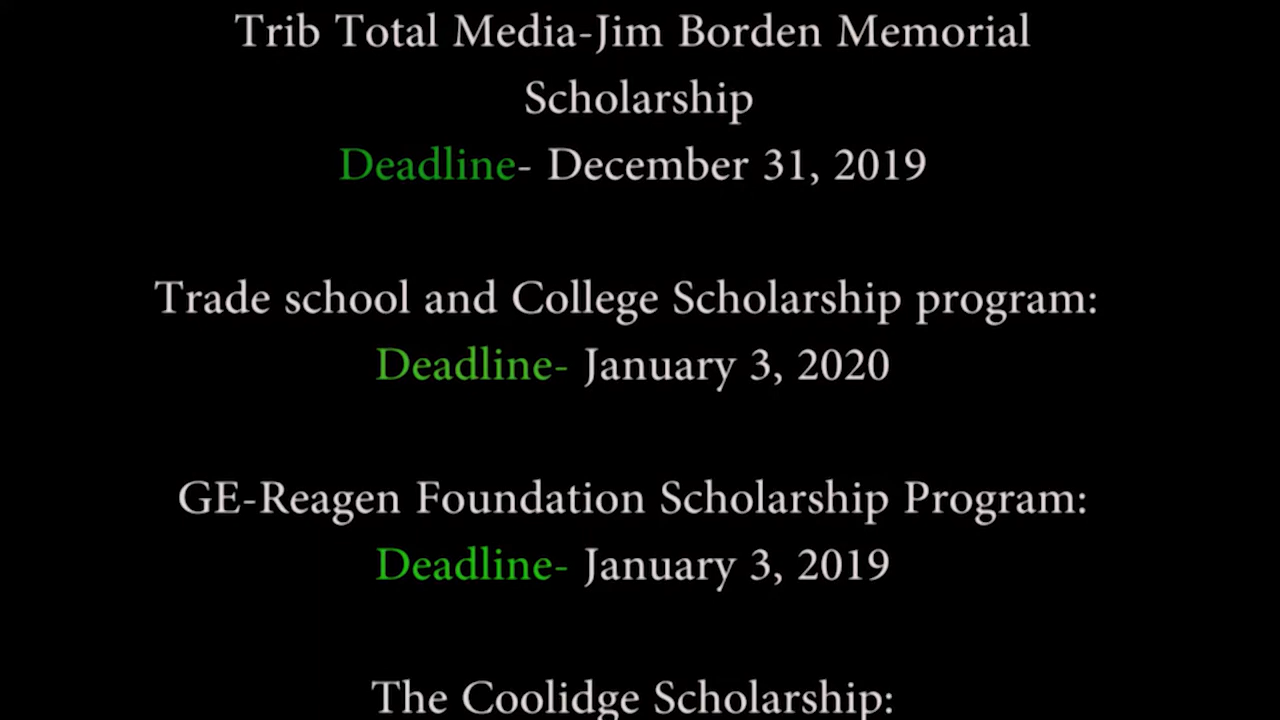 Trib Total Media-Jim Borden Memorial
Scholarship
Deadline- December 31, 2019
Trade school and College Scholarship program:
Deadline- January 3, 2020
GE-Reagen Foundation Scholarship Program:
Deadline- January 3, 2019
The Coolidge Scholarship: